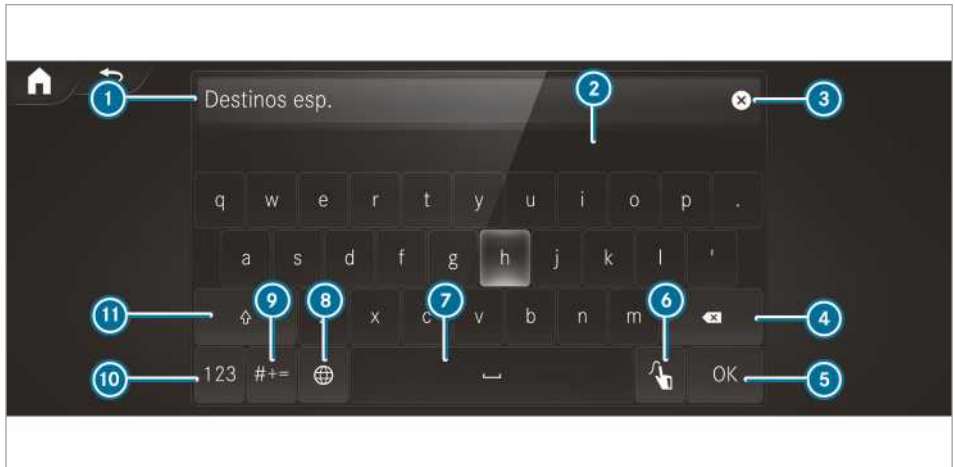 1
Destinos esp.
2
3
q w e r t y u i o p .
a s d f g h j k l '
11
9
8
x c v b n m
7
6
4
10
123 #+= OK
5